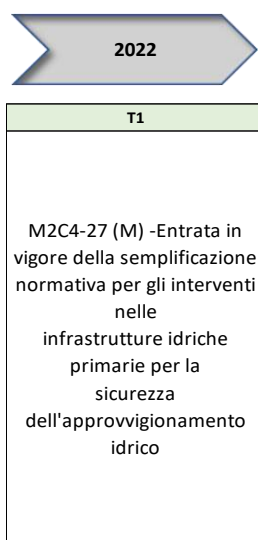 2022
T1
M2C4-27 (M) -Entrata in
vigore della semplificazione
normativa per gli interventi
nelle
infrastrutture idriche
primarie per la
sicurezza
dell'approvvigionamento
idrico